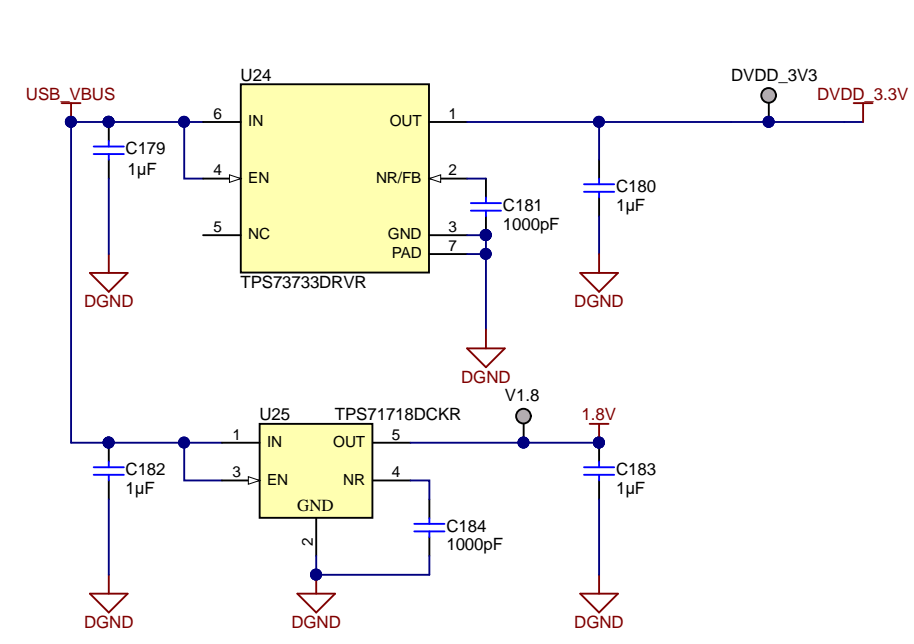 U24
DVDD_3V3
USB_VBUS
DVDD_3.3V
6
IN
OUT
1
C179
1µF
4
EN
NR/FB
2
C180
1µF
C181
1000pF
5
NC
GND
3
PAD
7
TPS73733DRVR
DGND
DGND
DGND
V1.8
U25
TPS71718DCKR
1.8V
1
IN
OUT
5
C182
1µF
3
EN
NR
4
C183
1µF
GND
2
C184
1000pF
DGND
DGND
DGND